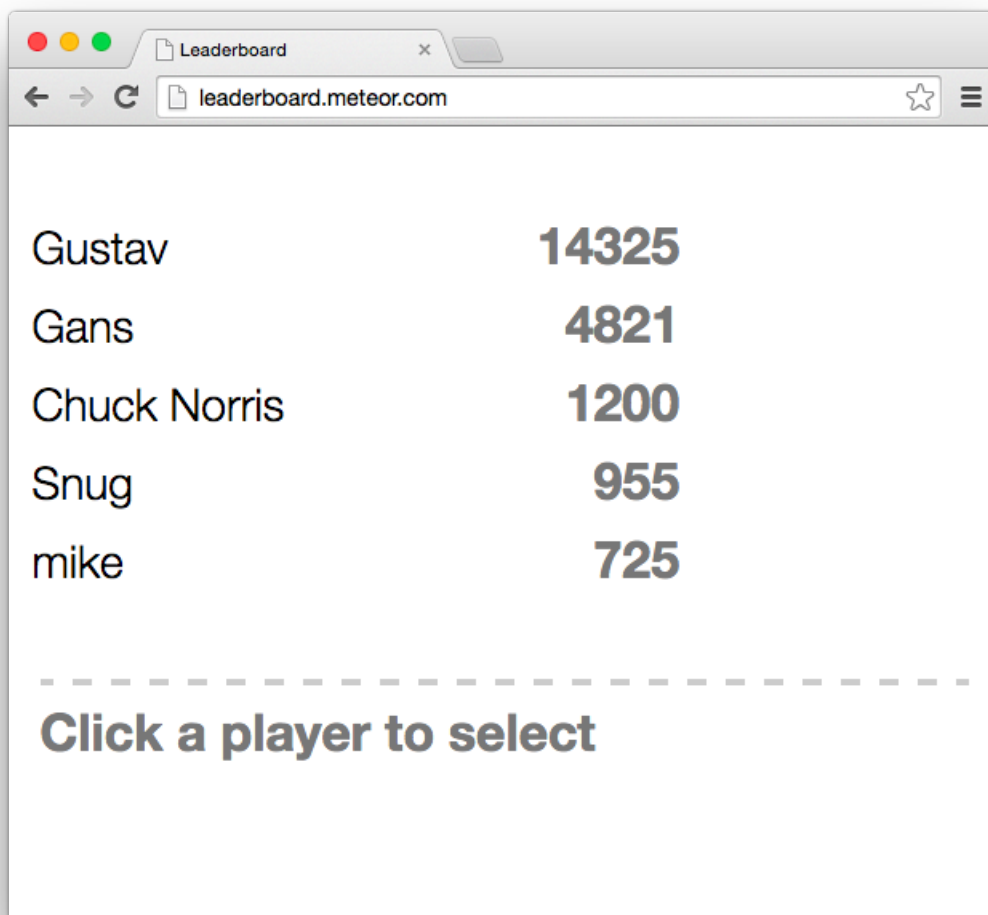 Leaderboard
leaderboard.meteor.com
Gustav 14325
Gans 4821
Chuck Norris 1200
Snug 955
mike 725
Click a player to select